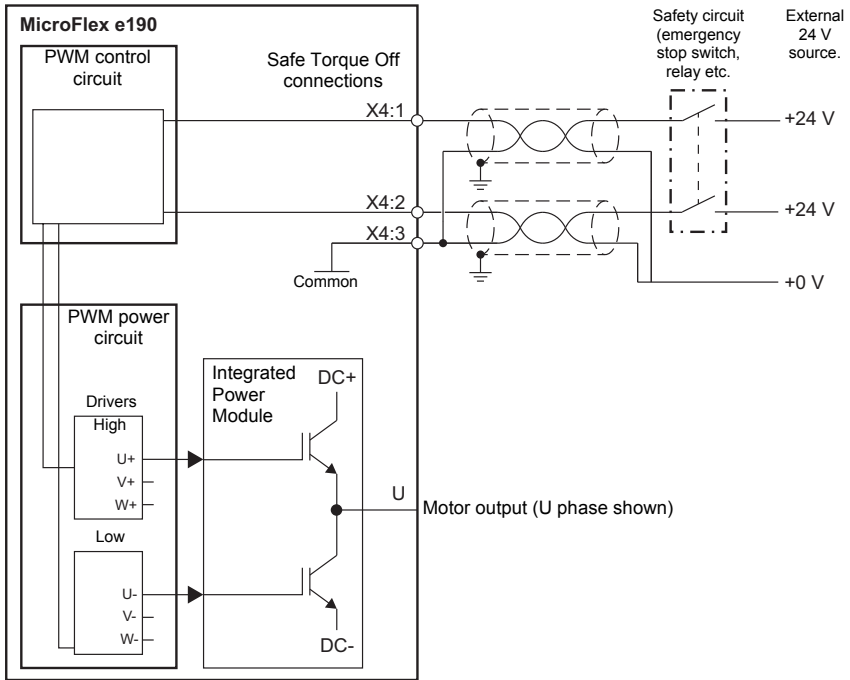 MicroFlex e190
PWM control
circuit
Safe Torque Off
connections
Safety circuit
(emergency
stop switch,
relay etc.
External
24 V
source.
X4:1
+24 V
X4:2
+24 V
X4:3
Common
+0 V
PWM power
circuit
Integrated
Power
Module
DC+
Drivers
High
U+
V+
W+
U
Motor output (U phase shown)
Low
U-
V-
W-
DC-